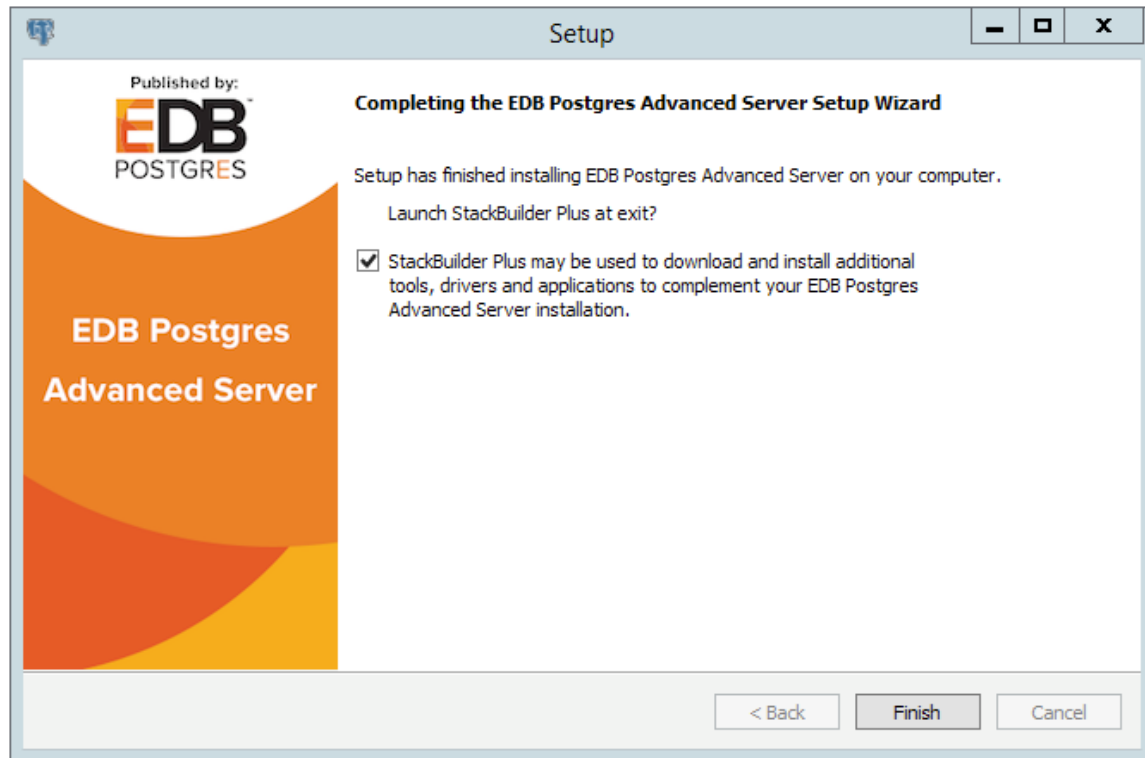 Setup
Published by:
EDB
POSTGRES
EDB Postgres
Advanced Server
Completing the EDB Postgres Advanced Server Setup Wizard
Setup has finished installing EDB Postgres Advanced Server on your computer.
Launch StackBuilder Plus at exit?
StackBuilder Plus may be used to download and install additional
tools, drivers and applications to complement your EDB Postgres
Advanced Server installation.
< Back
Finish
Cancel